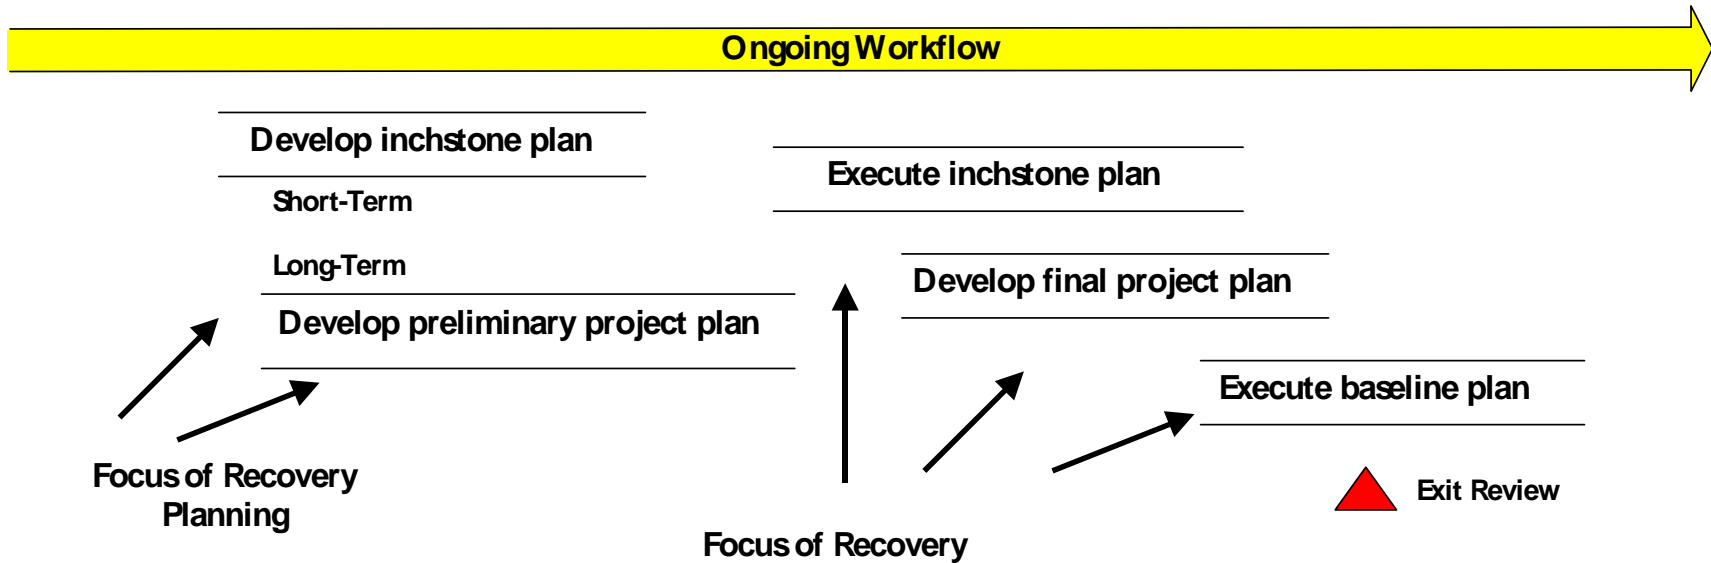 Ongoing Workflow
Develop inchstone plan
Execute inchstone plan
Short-Term
Long-Term
Develop final project plan
Develop preliminary project plan
Execute baseline plan
Focus of Recovery
Planning
Exit Review
Focus of Recovery